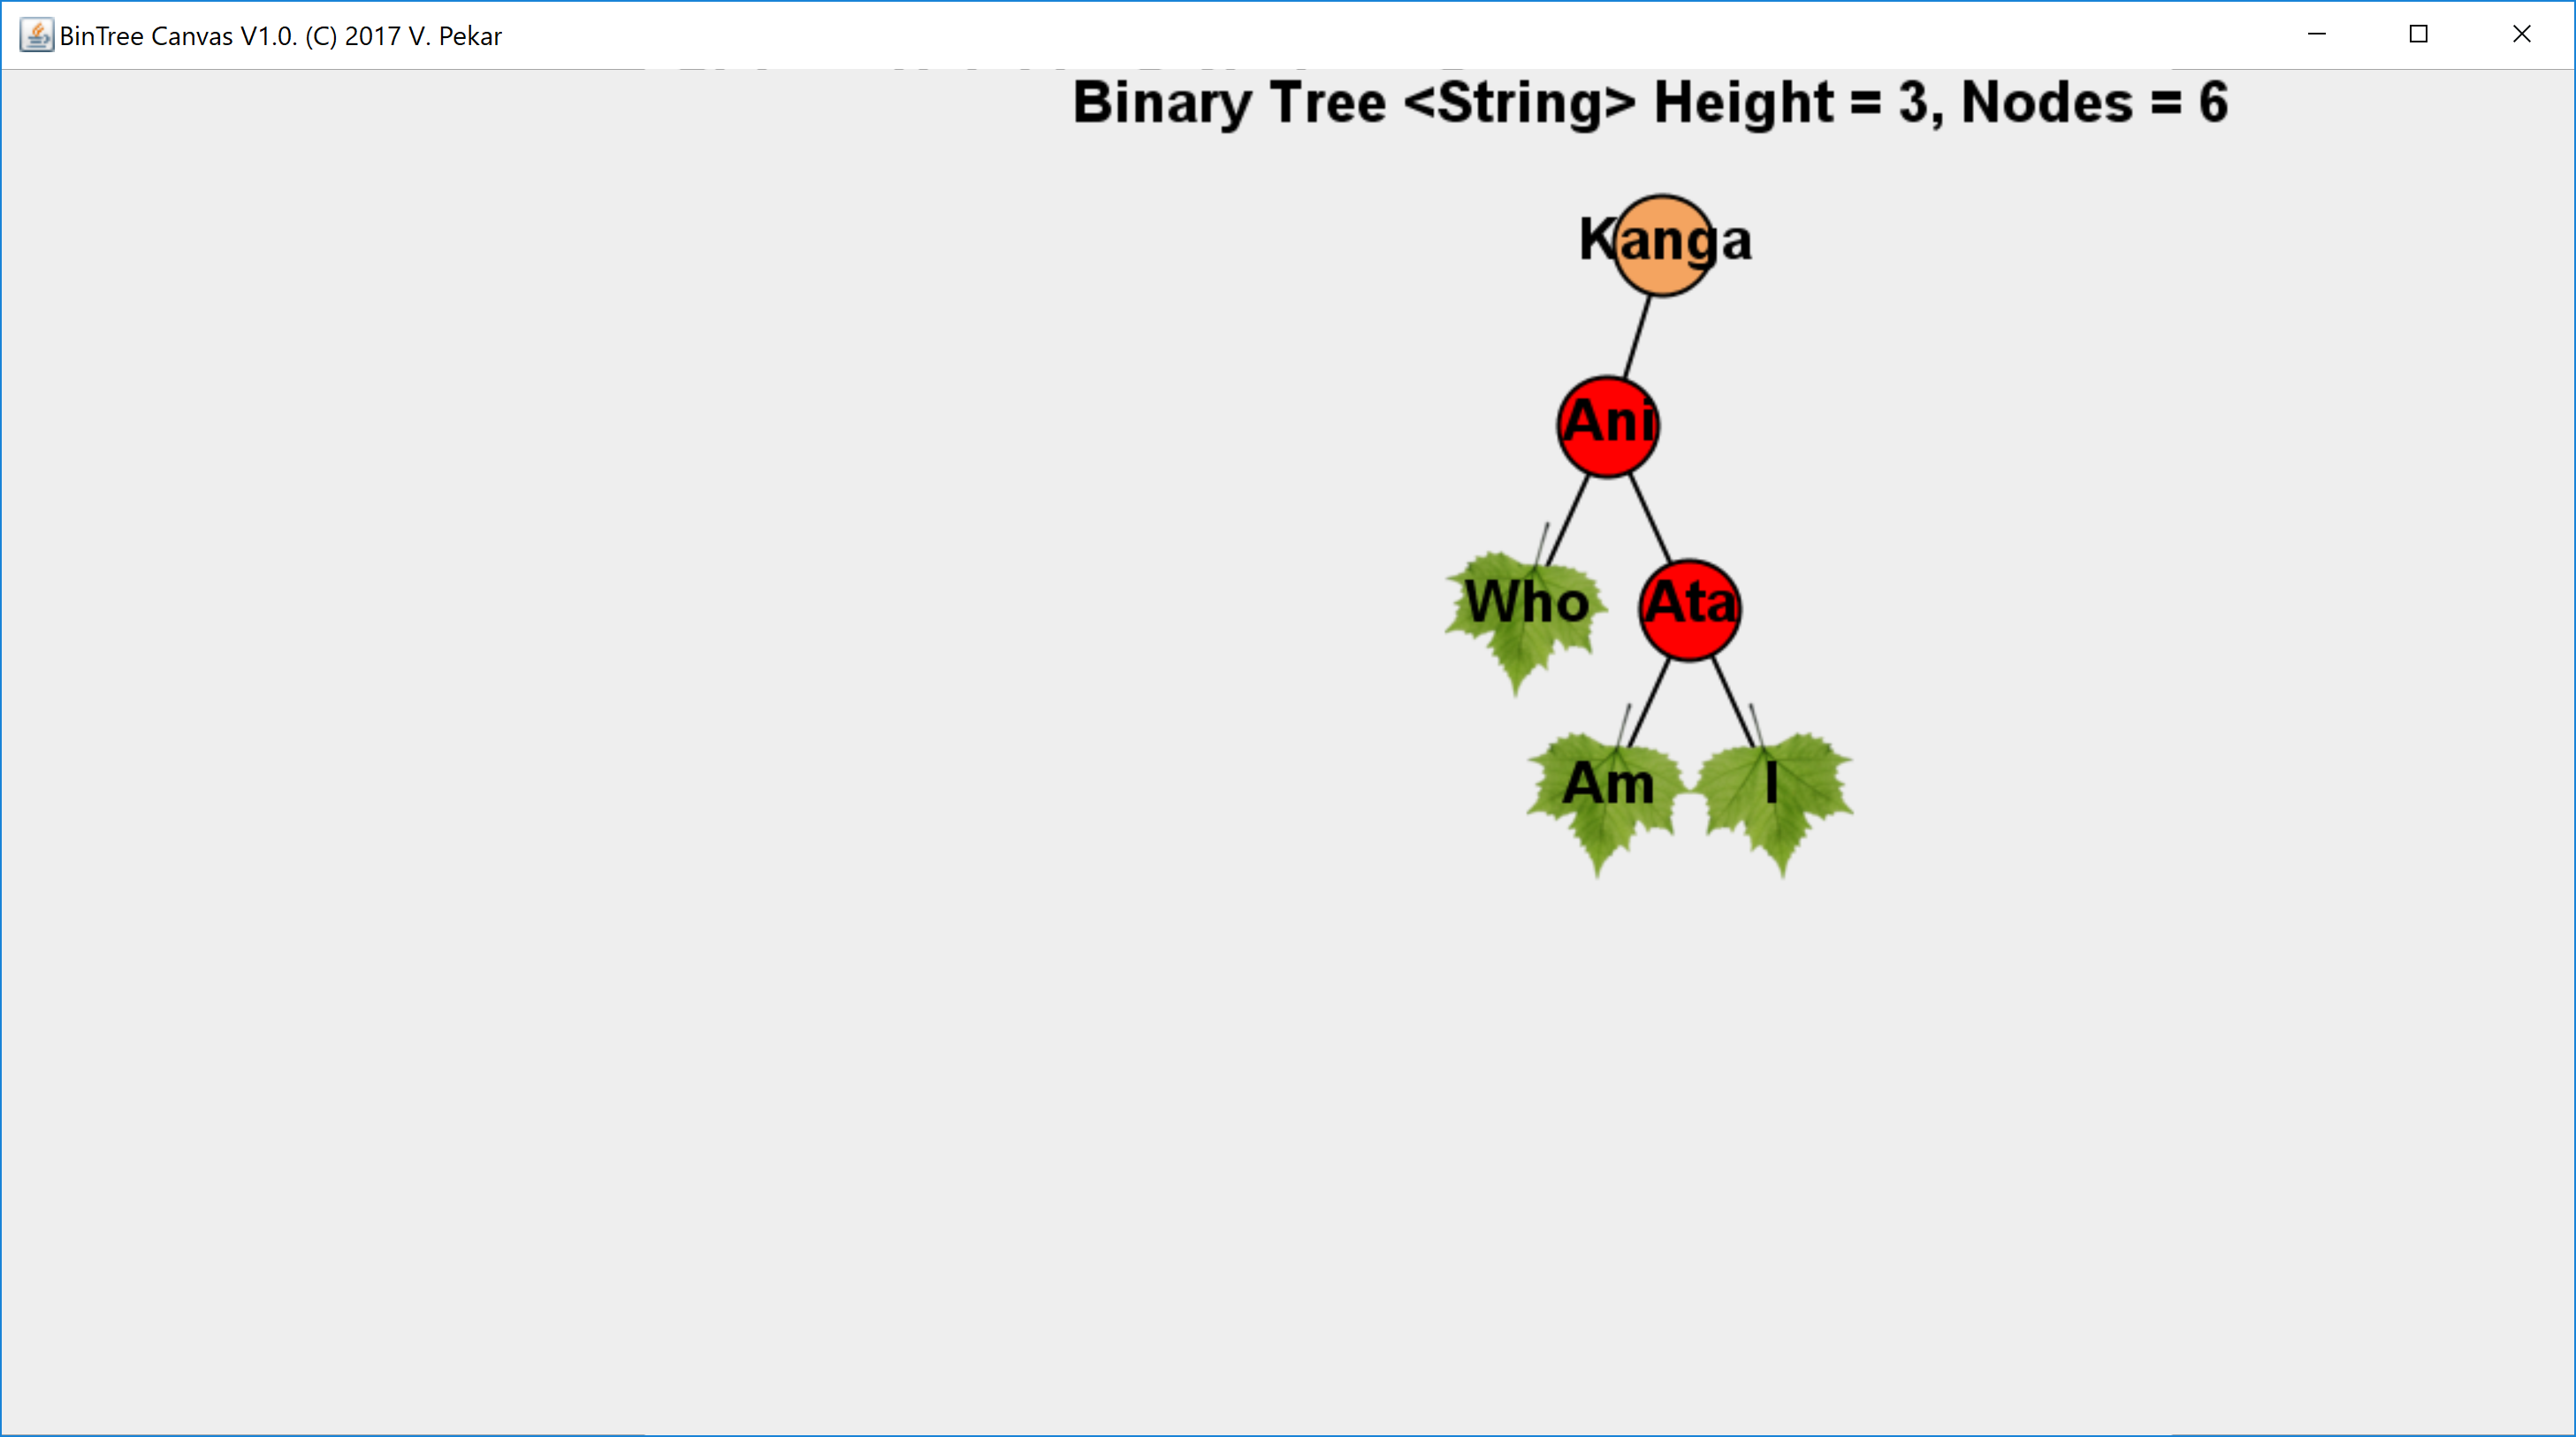 BinTree Canvas V1.0. (C) 2017 V. Pekar
Binary Tree <String> Height = 3, Nodes = 6
Kanga
Ani
Who Ata
Am I